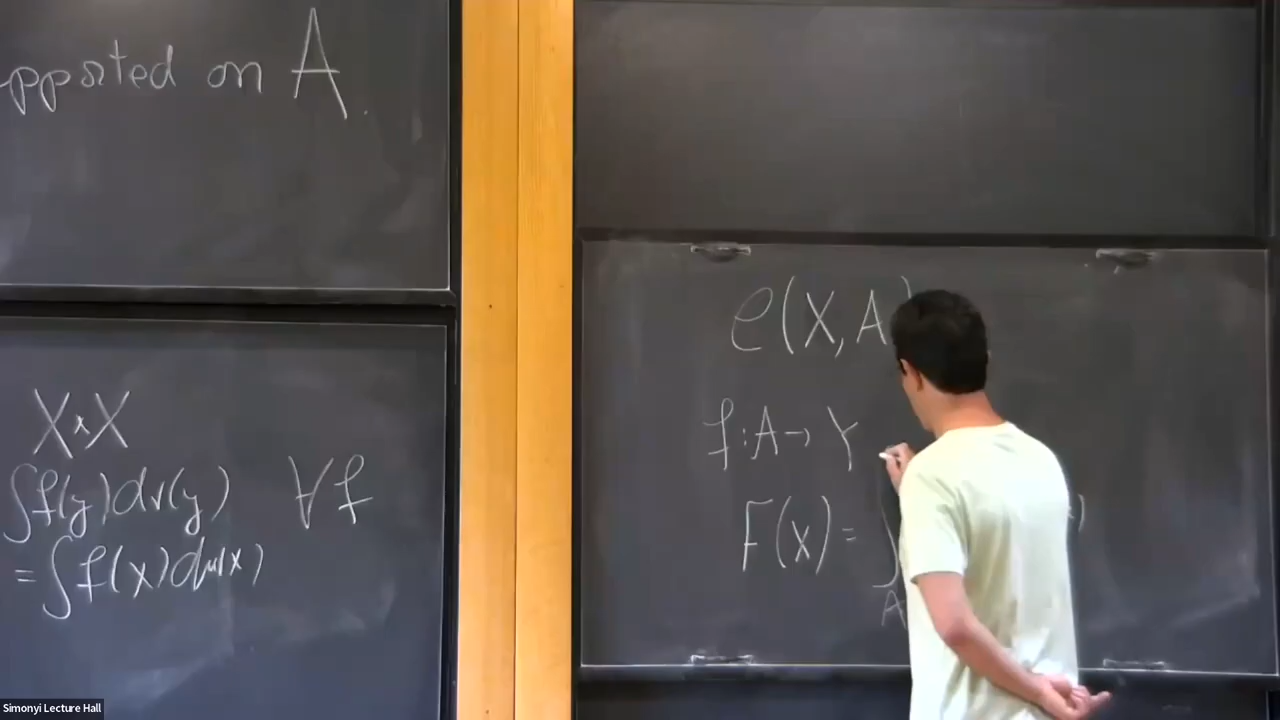 pported on A.
X × X
∫f(y)dν(y) ∀f
= ∫f(x)dμ(x)
e(X, A)
f: A → Y
F(x) = ∫
A
Simonyi Lecture Hall